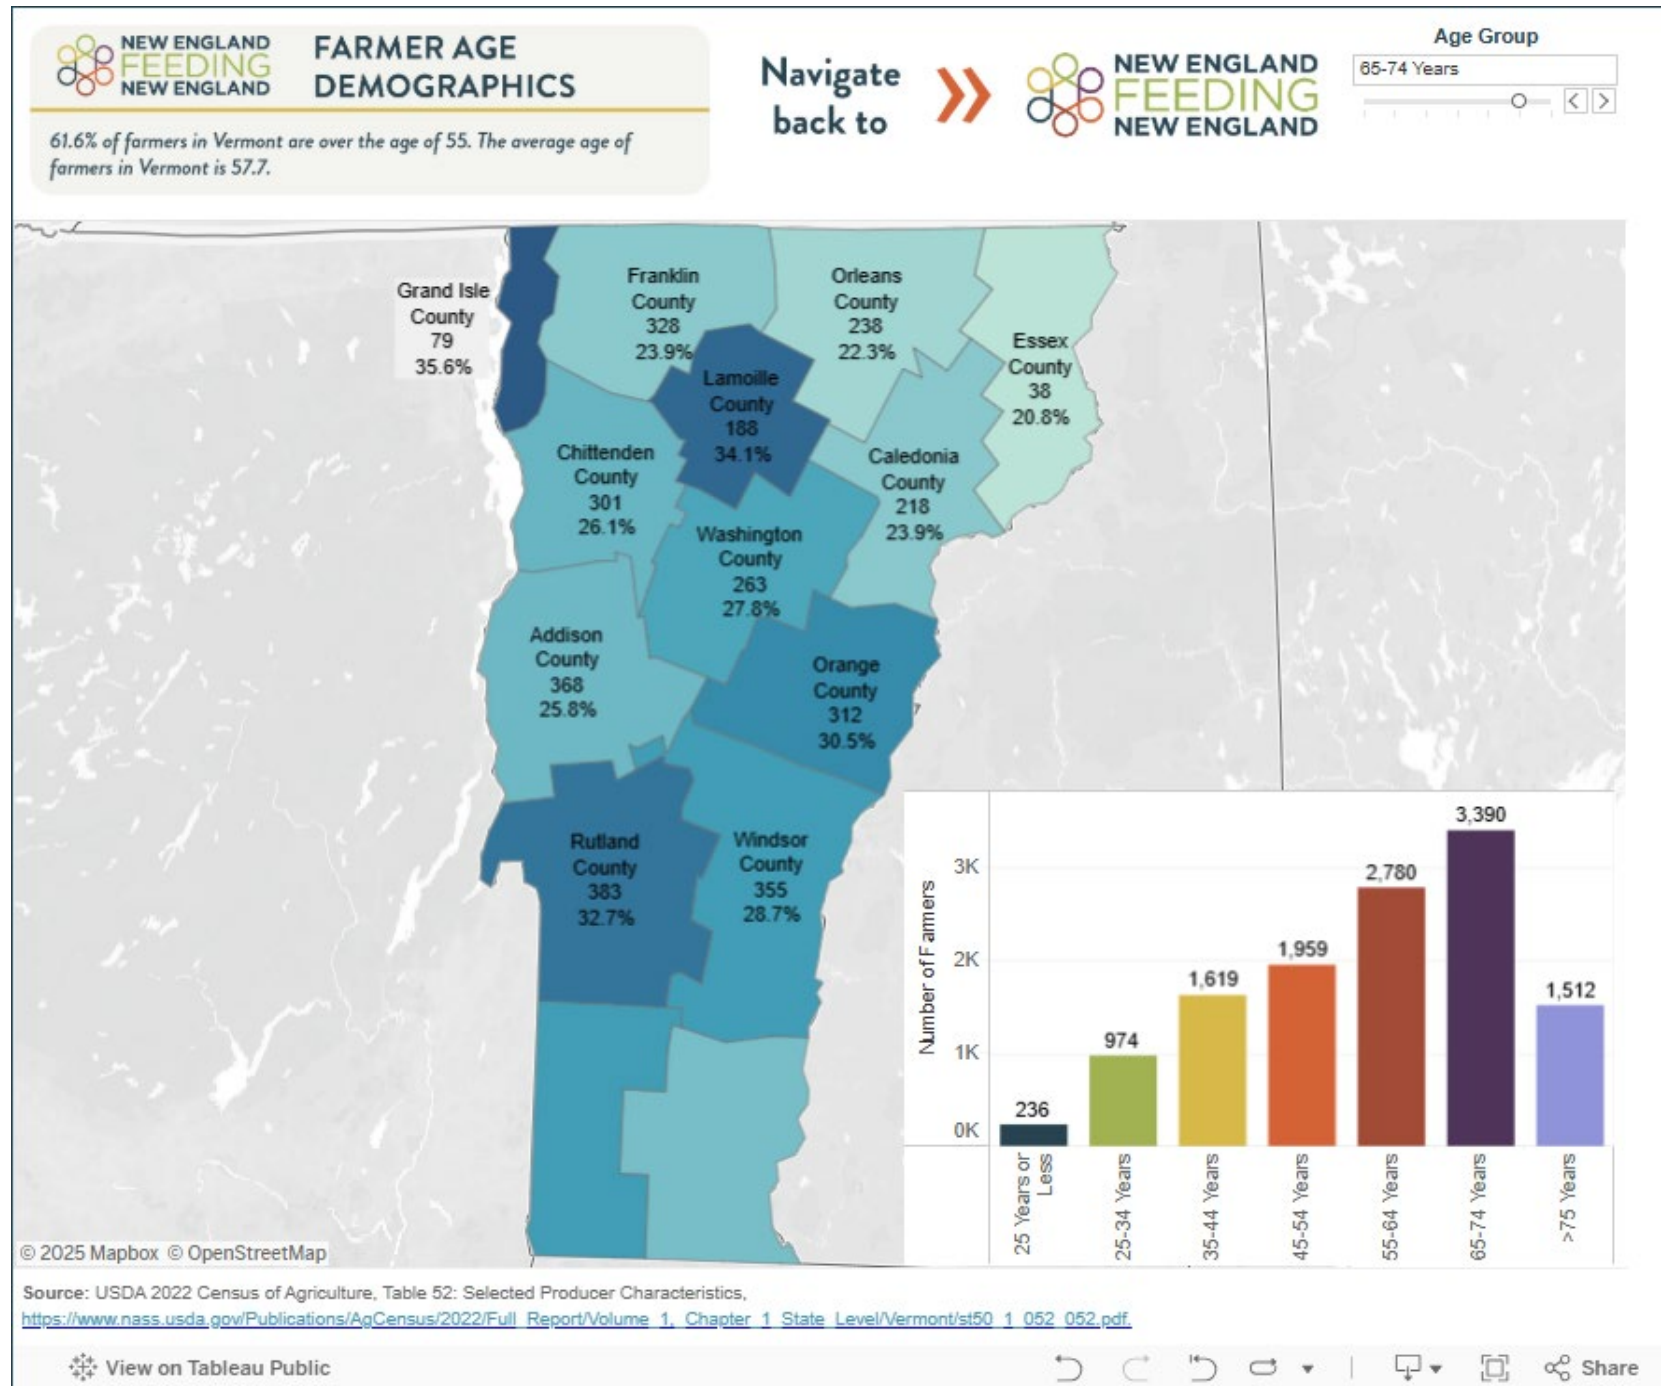 NEW ENGLAND
FEEDING
NEW ENGLAND
FARMER AGE
DEMOGRAPHICS
61.6% of farmers in Vermont are over the age of 55. The average age of
farmers in Vermont is 57.7.
Navigate
back to
NEW ENGLAND
FEEDING
NEW ENGLAND
Age Group
65-74 Years
Grand Isle
County
79
35.6%
Franklin
County
328
23.9%
Orleans
County
238
22.3%
Essex
County
38
20.8%
Lamoille
County
188
34.1%
Chittenden
County
301
26.1%
Caledonia
County
218
23.9%
Washington
County
263
27.8%
Addison
County
368
25.8%
Orange
County
312
30.5%
Rutland
County
383
32.7%
Windsor
County
355
28.7%
Number of Farmers
3K
2K
1K
0K
236
974
1,619
1,959
2,780
3,390
1,512
25 Years or
Less
25-34 Years
35-44 Years
45-54 Years
55-64 Years
65-74 Years
>75 Years
© 2025 Mapbox © OpenStreetMap
Source: USDA 2022 Census of Agriculture, Table 52: Selected Producer Characteristics,
https://www.nass.usda.gov/Publications/AgCensus/2022/Full_Report/Volume_1,_Chapter_1_State_Level/Vermont/st50_1_052_052.pdf.
View on Tableau Public
Share